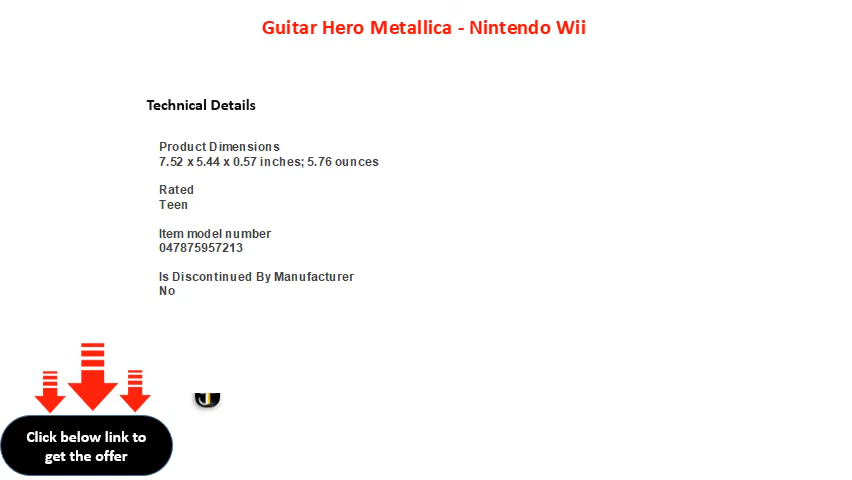 Guitar Hero Metallica - Nintendo Wii
Technical Details
Product Dimensions
7.52 x 5.44 x 0.57 inches; 5.76 ounces
Rated
Teen
Item model number
047875957213
Is Discontinued By Manufacturer
No
Click below link to
get the offer